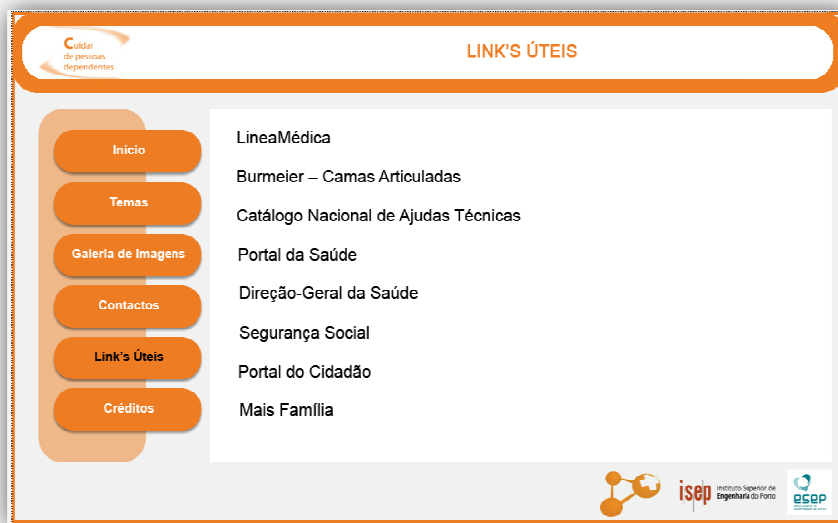 Cuidar
de pessoas
dependentes
LINK'S ÚTEIS
Início
Temas
Galeria de Imagens
Contactos
Link's Úteis
Créditos
LineaMédica
Burmeier – Camas Articuladas
Catálogo Nacional de Ajudas Técnicas
Portal da Saúde
Direção-Geral da Saúde
Segurança Social
Portal do Cidadão
Mais Família
isep Instituto Superior de
Engenharia do Porto
esep